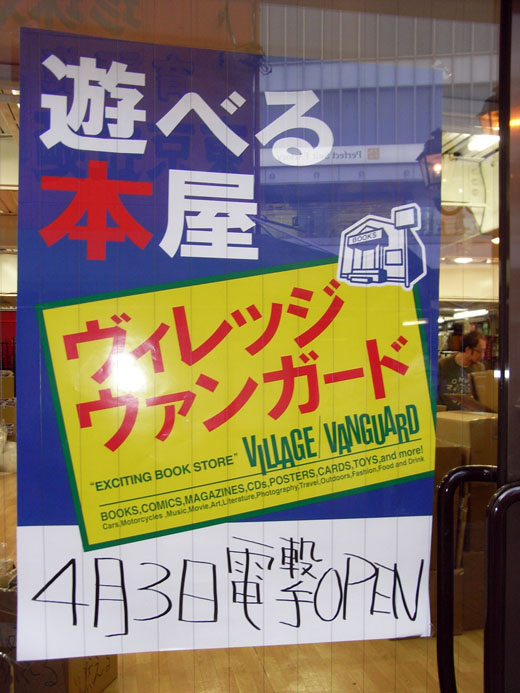 遊べる
本屋
BOOKS
ヴィレッジ
ヴァンガード
"EXCITING BOOK STORE" VILLAGE VANGUARD
BOOKS,COMICS,MAGAZINES,CDs,POSTERS,CARDS,TOYS,and more!
Cars,Motorcycles,Music,Movie,Art,Literature,Photography,Travel,Outdoors,Fashion,Food and Drink
4月3日電撃OPEN